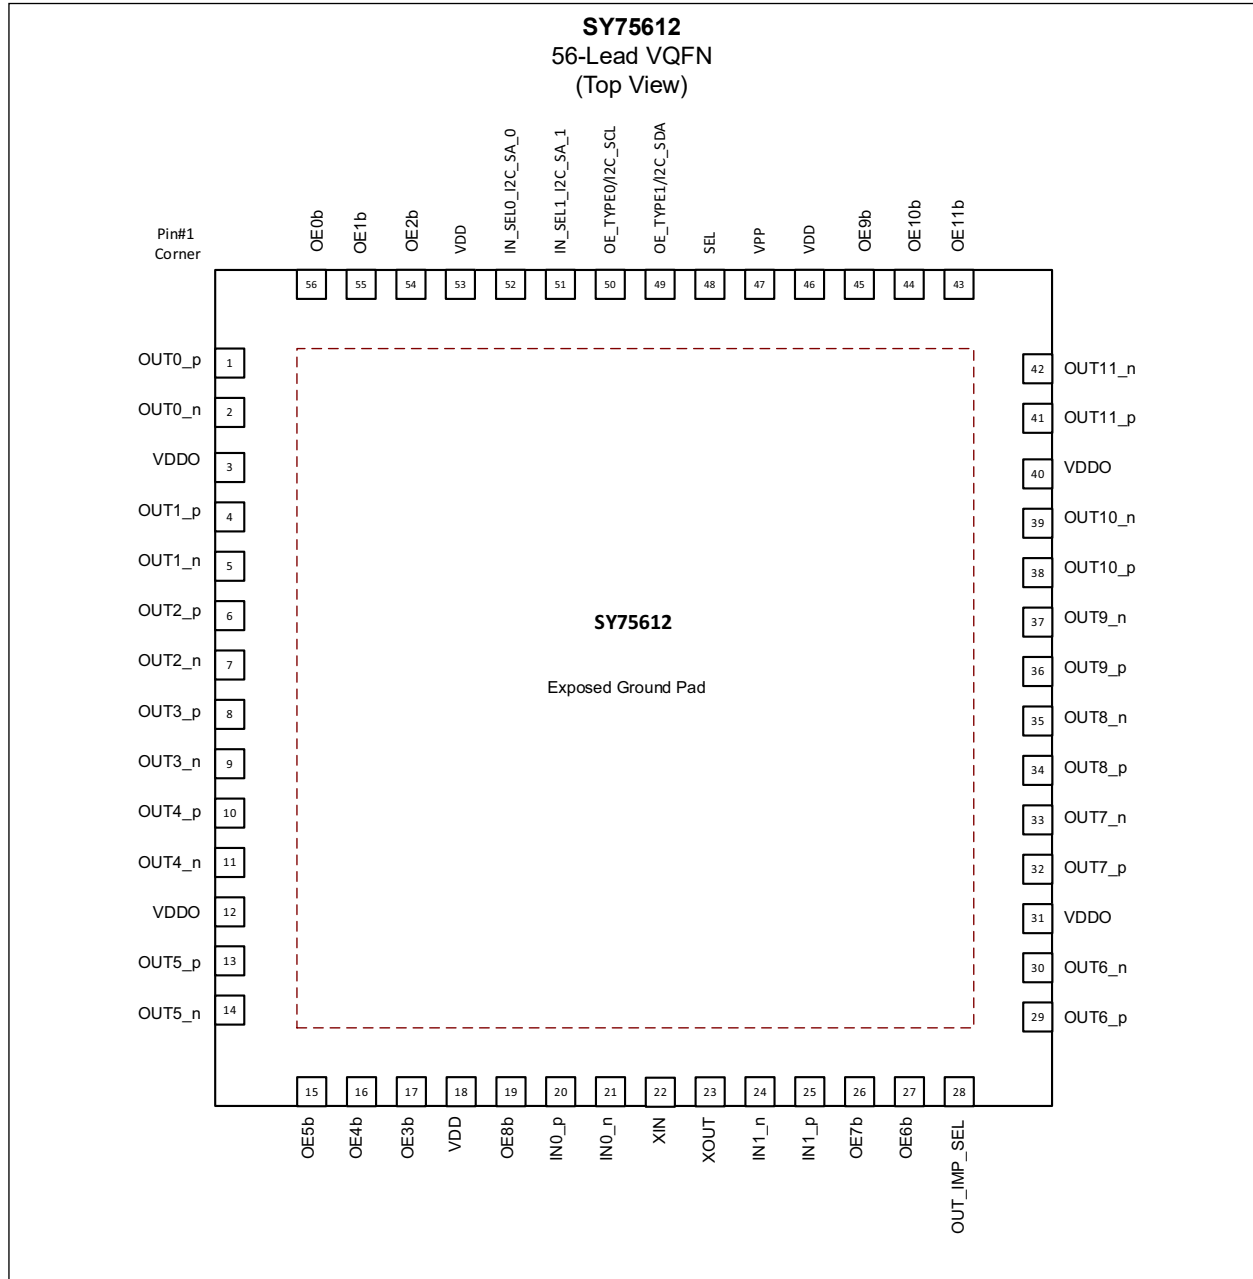 SY75612
56-Lead VQFN
(Top View)
Pin#1
Corner
OE0b
OE1b
OE2b
VDD
IN_SEL0_I2C_SA_0
IN_SEL1_I2C_SA_1
OE_TYPE0/I2C_SCL
OE_TYPE1/I2C_SDA
SEL
VPP
VDD
OE9b
OE10b
OE11b
56
55
54
53
52
51
50
49
48
47
46
45
44
43
OUT0_p 1
OUT0_n 2
VDDO 3
OUT1_p 4
OUT1_n 5
OUT2_p 6
OUT2_n 7
OUT3_p 8
OUT3_n 9
OUT4_p 10
OUT4_n 11
VDDO 12
OUT5_p 13
OUT5_n 14
SY75612
Exposed Ground Pad
42 OUT11_n
41 OUT11_p
40 VDDO
39 OUT10_n
38 OUT10_p
37 OUT9_n
36 OUT9_p
35 OUT8_n
34 OUT8_p
33 OUT7_n
32 OUT7_p
31 VDDO
30 OUT6_n
29 OUT6_p
15
16
17
18
19
20
21
22
23
24
25
26
27
28
OE5b
OE4b
OE3b
VDD
OE8b
IN0_p
IN0_n
XIN
XOUT
IN1_n
IN1_p
OE7b
OE6b
OUT_IMP_SEL